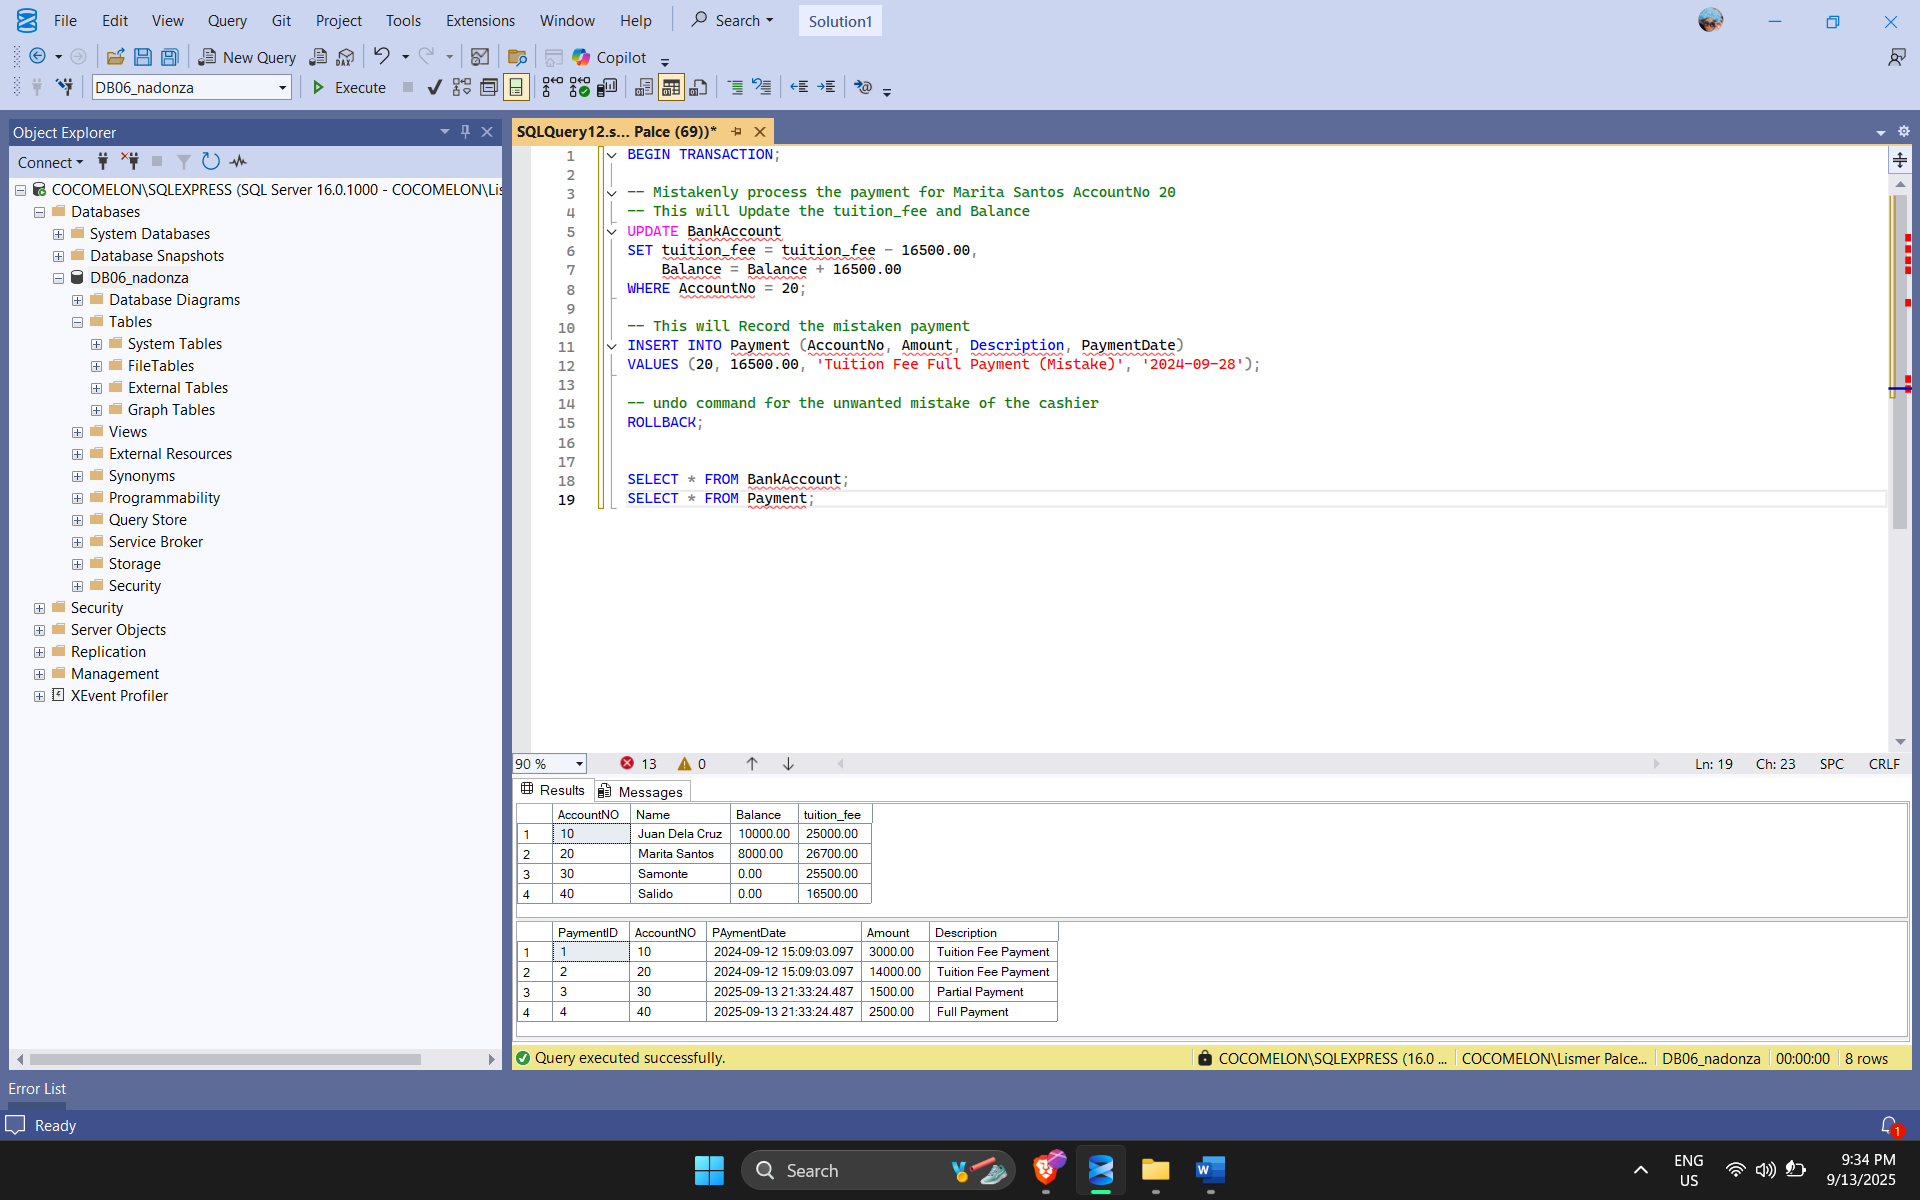 File Edit View Query Git Project Tools Extensions Window Help Search Solution1
New Query DAX Copilot
DB06_nadonza Execute
Object Explorer
Connect
COCOMELON\SQLEXPRESS (SQL Server 16.0.1000 - COCOMELON\Lis
Databases
System Databases
Database Snapshots
DB06_nadonza
Database Diagrams
Tables
System Tables
FileTables
External Tables
Graph Tables
Views
External Resources
Synonyms
Programmability
Query Store
Service Broker
Storage
Security
Security
Server Objects
Replication
Management
XEvent Profiler
SQLQuery12.s... Palce (69))*
1 BEGIN TRANSACTION;
2
3 -- Mistakenly process the payment for Marita Santos AccountNo 20
4 -- This will Update the tuition_fee and Balance
5 UPDATE BankAccount
6 SET tuition_fee = tuition_fee - 16500.00,
7 Balance = Balance + 16500.00
8 WHERE AccountNo = 20;
9
10 -- This will Record the mistaken payment
11 INSERT INTO Payment (AccountNo, Amount, Description, PaymentDate)
12 VALUES (20, 16500.00, 'Tuition Fee Full Payment (Mistake)', '2024-09-28');
13
14 -- undo command for the unwanted mistake of the cashier
15 ROLLBACK;
16
17
18 SELECT * FROM BankAccount;
19 SELECT * FROM Payment;
90 % 13 0 Ln: 19 Ch: 23 SPC CRLF
Results Messages
AccountNO Name Balance tuition_fee
1 10 Juan Dela Cruz 10000.00 25000.00
2 20 Marita Santos 8000.00 26700.00
3 30 Samonte 0.00 25500.00
4 40 Salido 0.00 16500.00
PaymentID AccountNO PAymentDate Amount Description
1 1 10 2024-09-12 15:09:03.097 3000.00 Tuition Fee Payment
2 2 20 2024-09-12 15:09:03.097 14000.00 Tuition Fee Payment
3 3 30 2025-09-13 21:33:24.487 1500.00 Partial Payment
4 4 40 2025-09-13 21:33:24.487 2500.00 Full Payment
Query executed successfully. COCOMELON\SQLEXPRESS (16.0 ... COCOMELON\Lismer Palce... DB06_nadonza 00:00:00 8 rows
Error List
Ready 1
Search ENG US 9:34 PM 9/13/2025